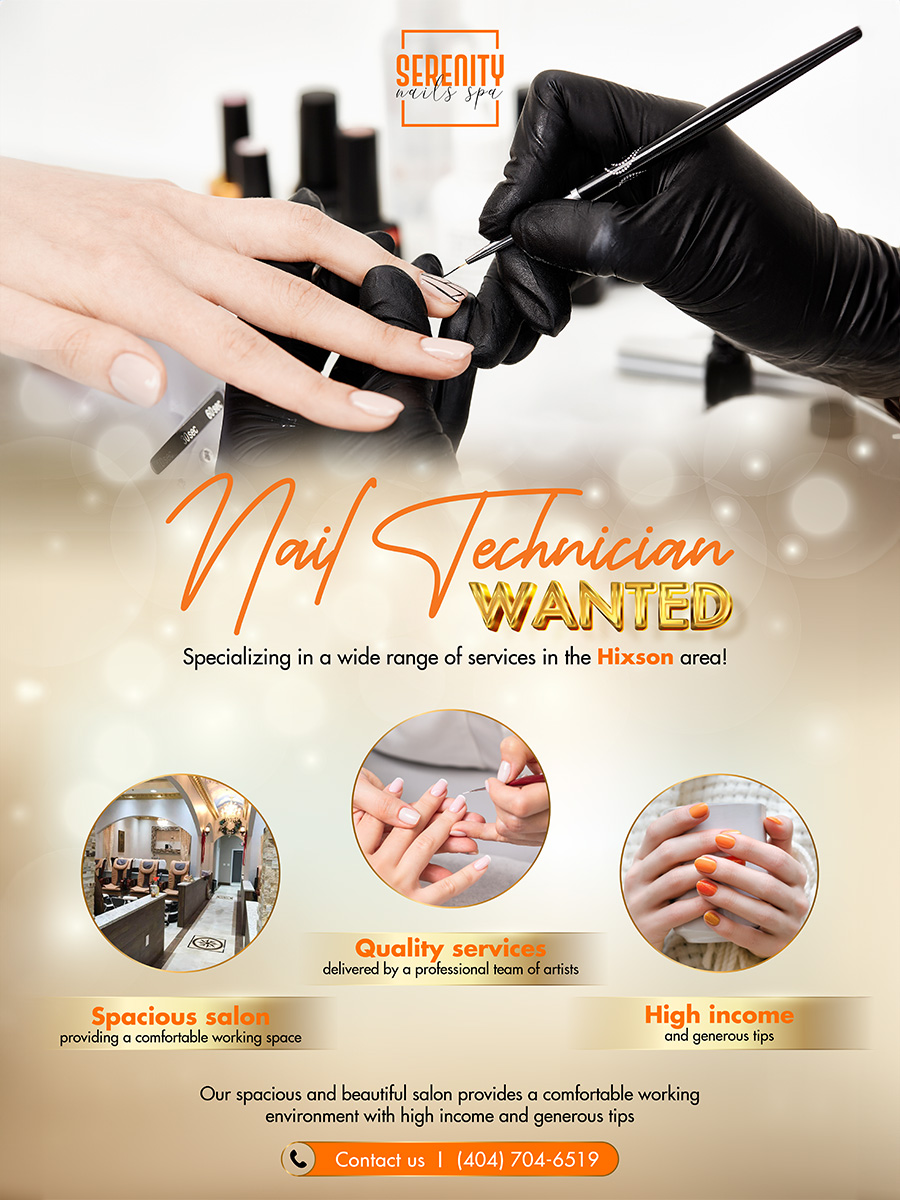 SERENITY
nails spa
30sec
60sec
Nail Technician
WANTED
Specializing in a wide range of services in the Hixson area!
Quality services
delivered by a professional team of artists
Spacious salon
providing a comfortable working space
High income
and generous tips
Our spacious and beautiful salon provides a comfortable working
environment with high income and generous tips
Contact us | (404) 704-6519